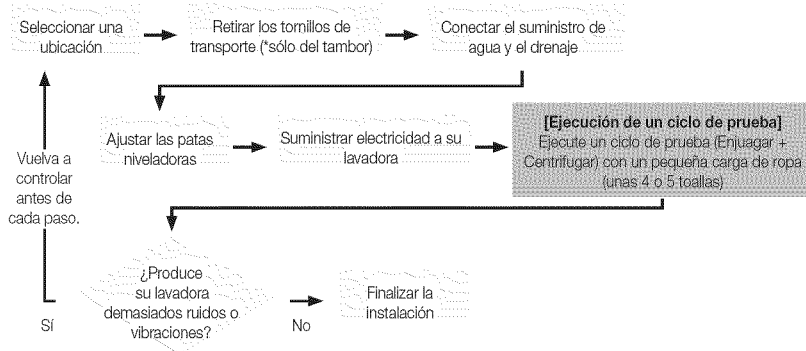 Seleccionar una
ubicación
Retirar los tornillos de
transporte (*sólo del tambor)
Conectar el suministro de
agua y el drenaje
Ajustar las patas
niveladoras
Suministrar electricidad a su
lavadora
[Ejecución de un ciclo de prueba]
Ejecute un ciclo de prueba (Enjuagar +
Centrifugar) con un pequeña carga de ropa
(unas 4 o 5 toallas)
Vuelva a
controlar
antes de
cada paso.
¿Produce
su lavadora
demasiados ruidos o
vibraciones?
Sí
No
Finalizar la
instalación